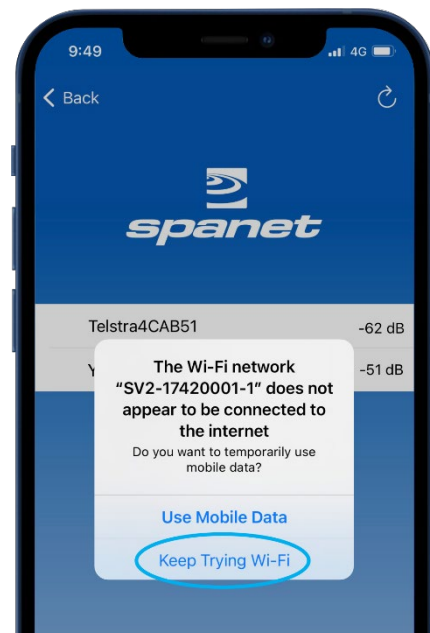 9:49
4G
Back
spanet
Telstra4CAB51
-62 dB
Y
-51 dB
The Wi-Fi network
“SV2-17420001-1” does not
appear to be connected to
the internet
Do you want to temporarily use
mobile data?
Use Mobile Data
Keep Trying Wi-Fi